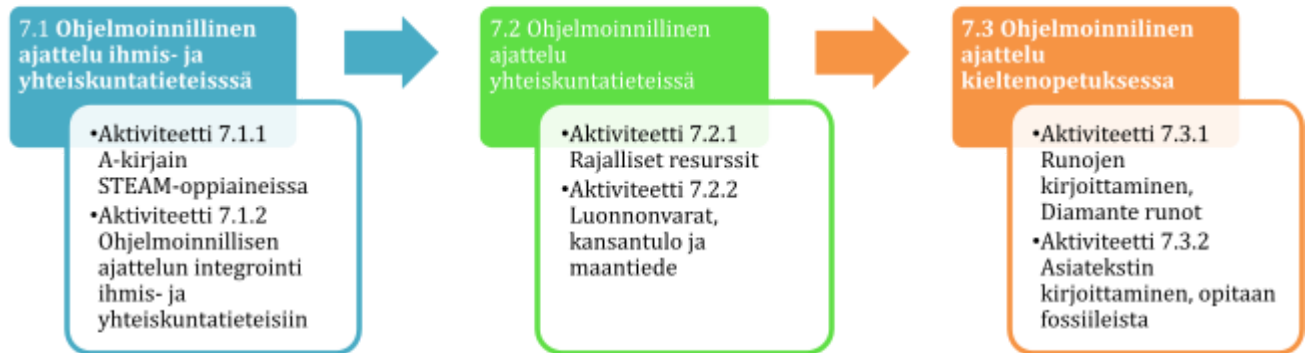 7.1 Ohjelmoinnillinen
ajattelu ihmis- ja
yhteiskuntatieteisssä
•Aktiviteetti 7.1.1
A-kirjain
STEAM-oppiaineissa
•Aktiviteetti 7.1.2
Ohjelmoinnillisen
ajattelun integrointi
ihmis- ja
yhteiskuntatieteisiin
7.2 Ohjelmoinnillinen
ajattelu
yhteiskuntatieteissä
•Aktiviteetti 7.2.1
Rajalliset resurssit
•Aktiviteetti 7.2.2
Luonnonvarat,
kansantulo ja
maantiede
7.3 Ohjelmoinnilinen
ajattelu
kieltenopetuksessa
•Aktiviteetti 7.3.1
Runojen
kirjoittaminen,
Diamante runot
•Aktiviteetti 7.3.2
Asiatekstin
kirjoittaminen, opitaan
fossiileista